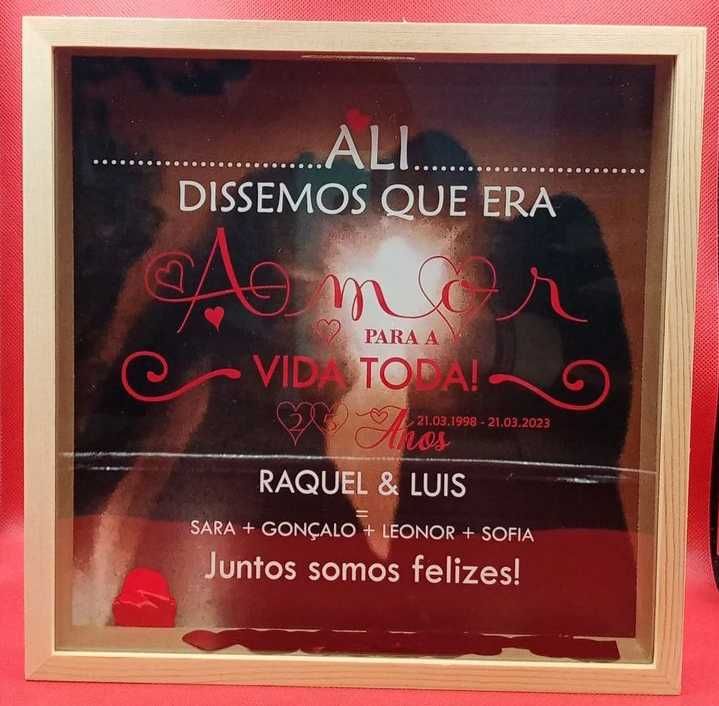 ............................ALI............................
DISSEMOS QUE ERA
Amor
PARA A
VIDA TODA!
25 Anos 21.03.1998 - 21.03.2023
RAQUEL & LUIS
=
SARA + GONÇALO + LEONOR + SOFIA
Juntos somos felizes!